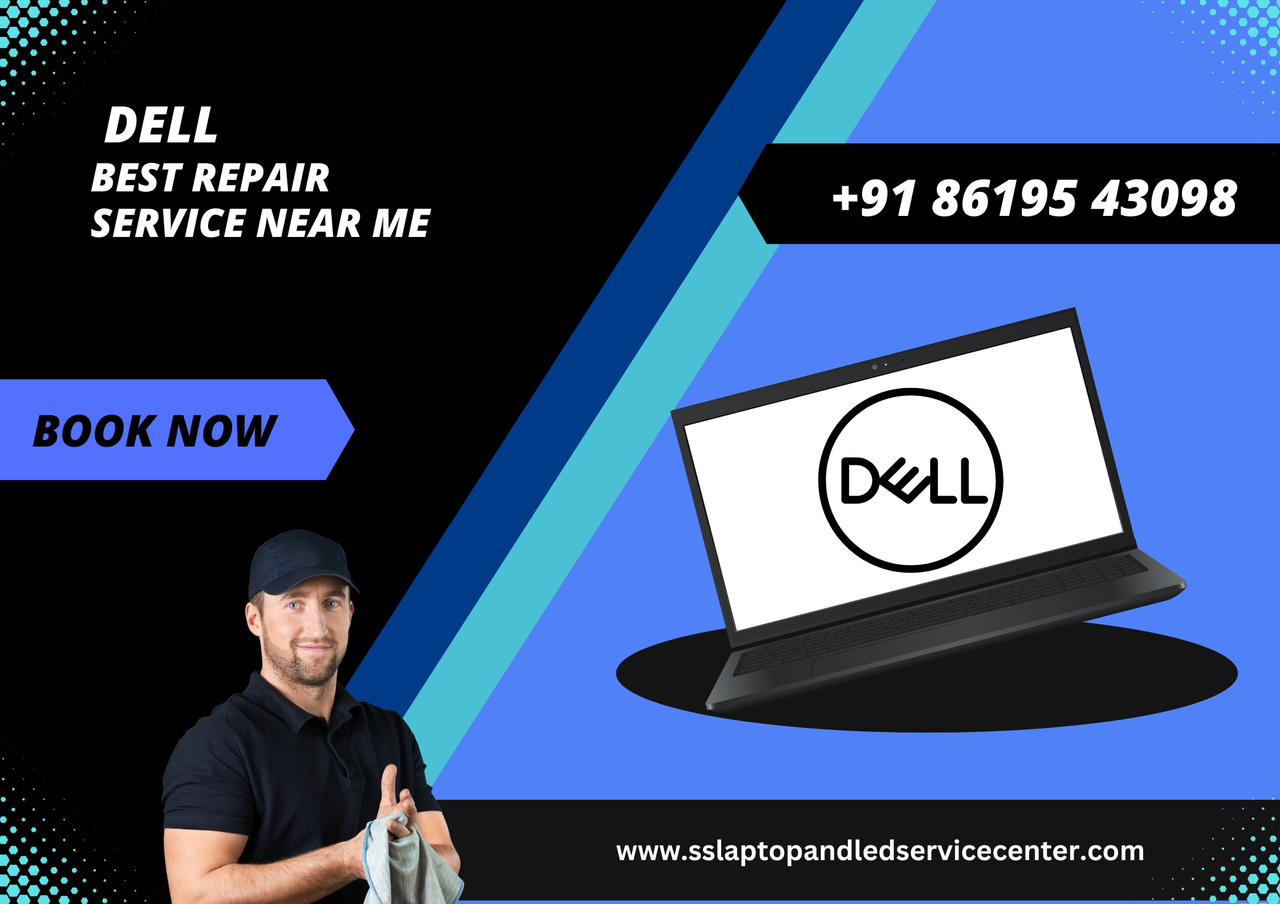 DELL
BEST REPAIR
SERVICE NEAR ME
+91 86195 43098
BOOK NOW
DELL
www.sslaptopandledservicecenter.com